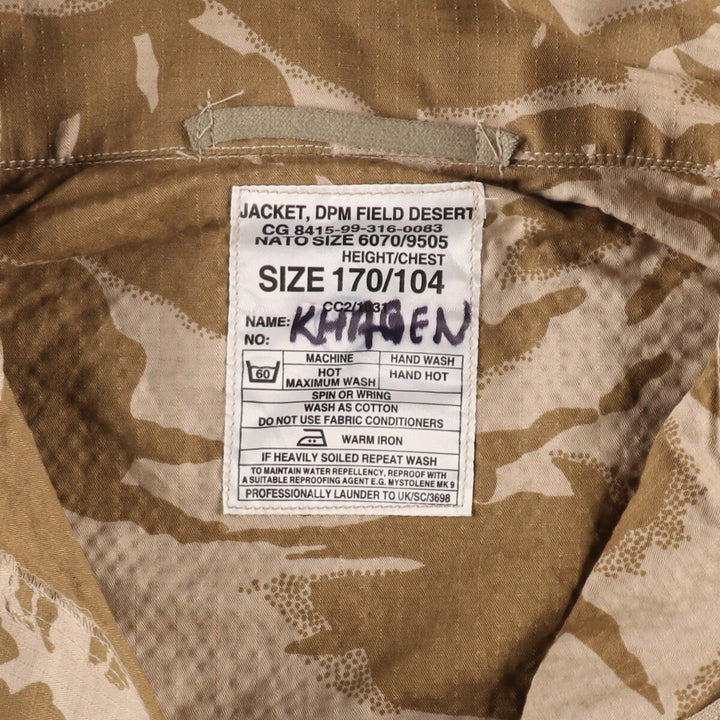 JACKET, DPM FIELD DESERT
CG 8415-99-316-0083
NATO SIZE 6070/9505
HEIGHT/CHEST
SIZE 170/104
NAME:
NO:
60
MACHINE
HAND WASH
HOT
MAXIMUM WASH
HAND HOT
SPIN OR WRING
WASH AS COTTON
DO NOT USE FABRIC CONDITIONERS
WARM IRON
IF HEAVILY SOILED REPEAT WASH
TO MAINTAIN WATER REPELLENCY, REPROOF WITH
A SUITABLE REPROOFING AGENT E.G. MYSTOLENE MK 9
PROFESSIONALLY LAUNDER TO UK/SC/3698